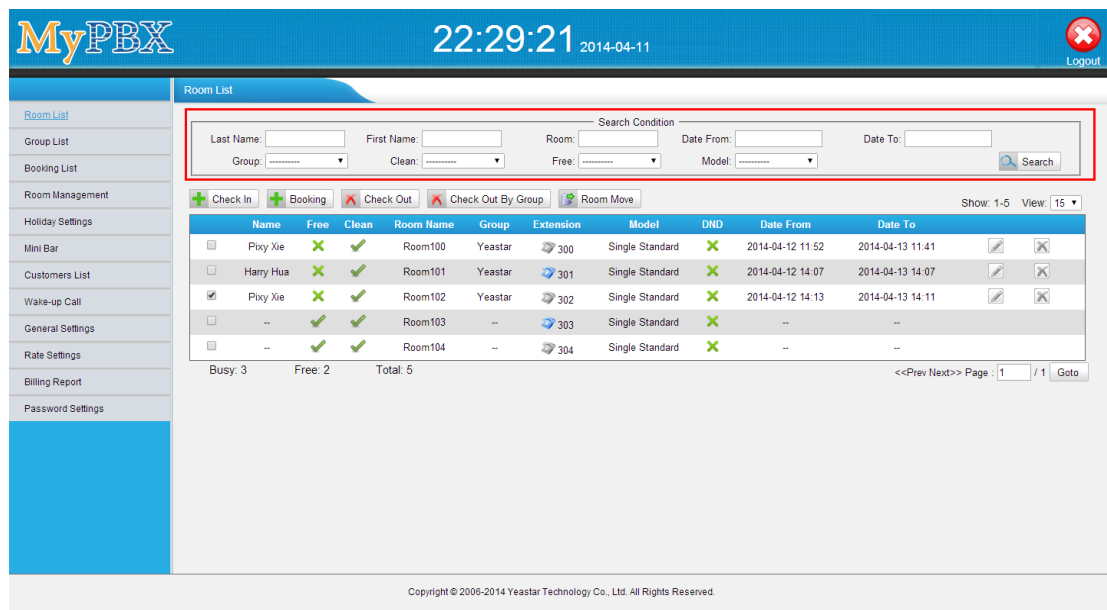 MyPBX
22:29:21 2014-04-11
Logout
Room List
Group List
Booking List
Room Management
Holiday Settings
Mini Bar
Customers List
Wake-up Call
General Settings
Rate Settings
Billing Report
Password Settings
Room List
Search Condition
Last Name: First Name: Room: Date From: Date To:
Group: ---------- Clean: ---------- Free: ---------- Model: ---------- Search
Check In Booking Check Out Check Out By Group Room Move Show: 1-5 View: 15
Name Free Clean Room Name Group Extension Model DND Date From Date To
Pixy Xie Room100 Yeastar 300 Single Standard 2014-04-12 11:52 2014-04-13 11:41
Harry Hua Room101 Yeastar 301 Single Standard 2014-04-12 14:07 2014-04-13 14:07
Pixy Xie Room102 Yeastar 302 Single Standard 2014-04-12 14:13 2014-04-13 14:11
-- Room103 -- 303 Single Standard -- --
-- Room104 -- 304 Single Standard -- --
Busy: 3 Free: 2 Total: 5 <<Prev Next>> Page : 1 / 1 Goto
Copyright © 2006-2014 Yeastar Technology Co., Ltd. All Rights Reserved.